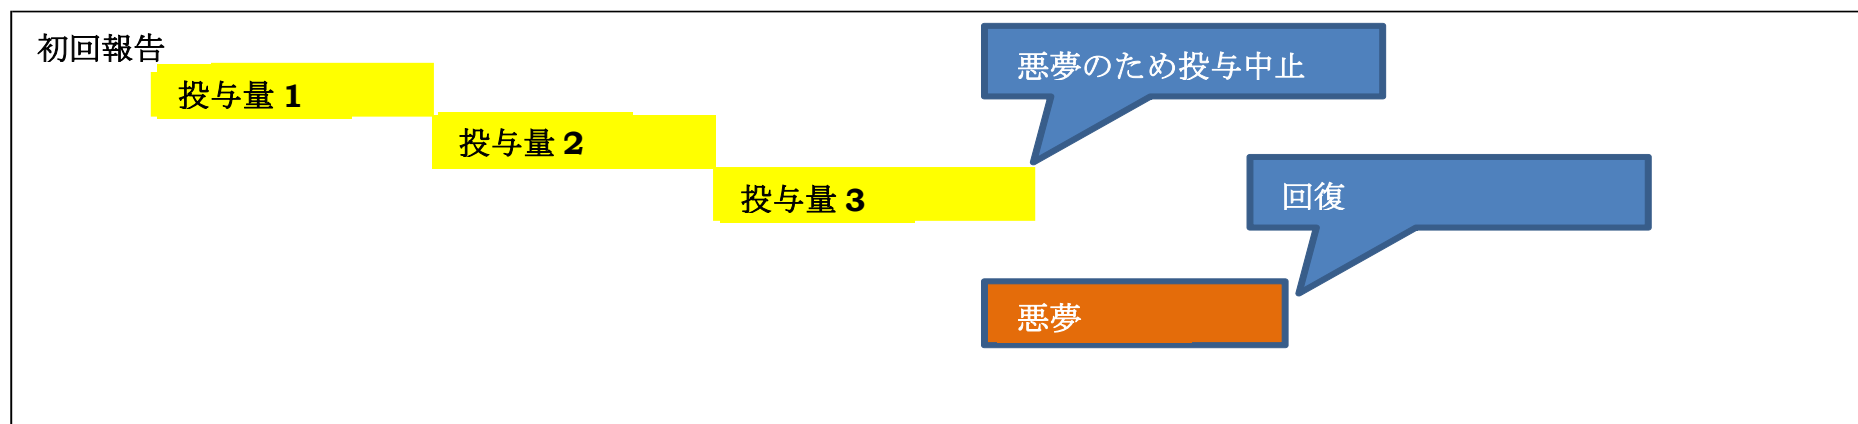 初回報告
投与量 1
悪夢のため投与中止
投与量 2
投与量 3
回復
悪夢